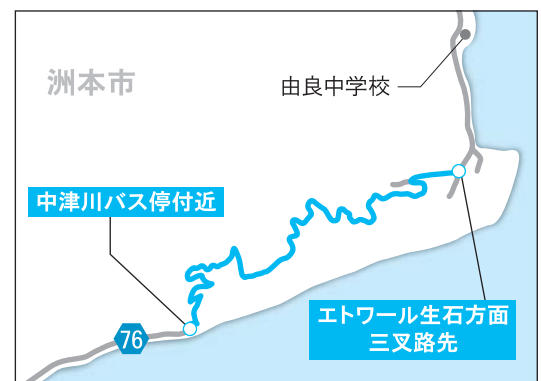 洲本市
由良中学校
中津川バス停付近
エトワール生石方面
三叉路先
76